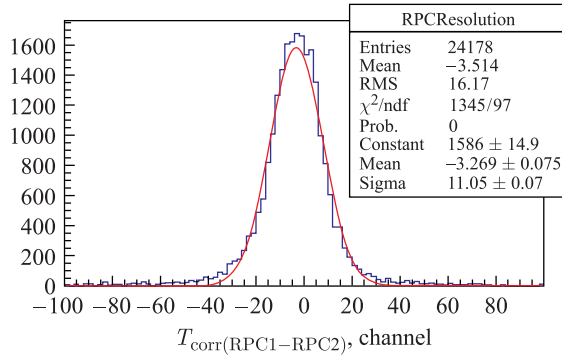 RPCResolution
Entries 24178
Mean −3.514
RMS 16.17
χ²/ndf 1345/97
Prob. 0
Constant 1586 ± 14.9
Mean −3.269 ± 0.075
Sigma 11.05 ± 0.07
1600
1400
1200
1000
800
600
400
200
0
−100 −80 −60 −40 −20 0 20 40 60 80
T_corr(RPC1−RPC2), channel